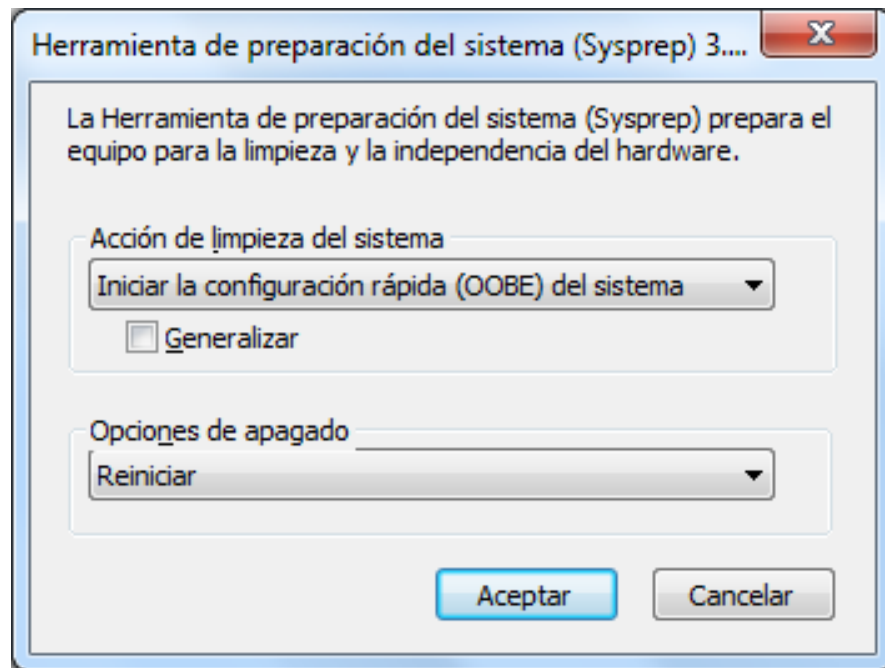 Herramienta de preparación del sistema (Sysprep) 3....
La Herramienta de preparación del sistema (Sysprep) prepara el
equipo para la limpieza y la independencia del hardware.
Acción de limpieza del sistema
Iniciar la configuración rápida (OOBE) del sistema
Generalizar
Opciones de apagado
Reiniciar
Aceptar Cancelar